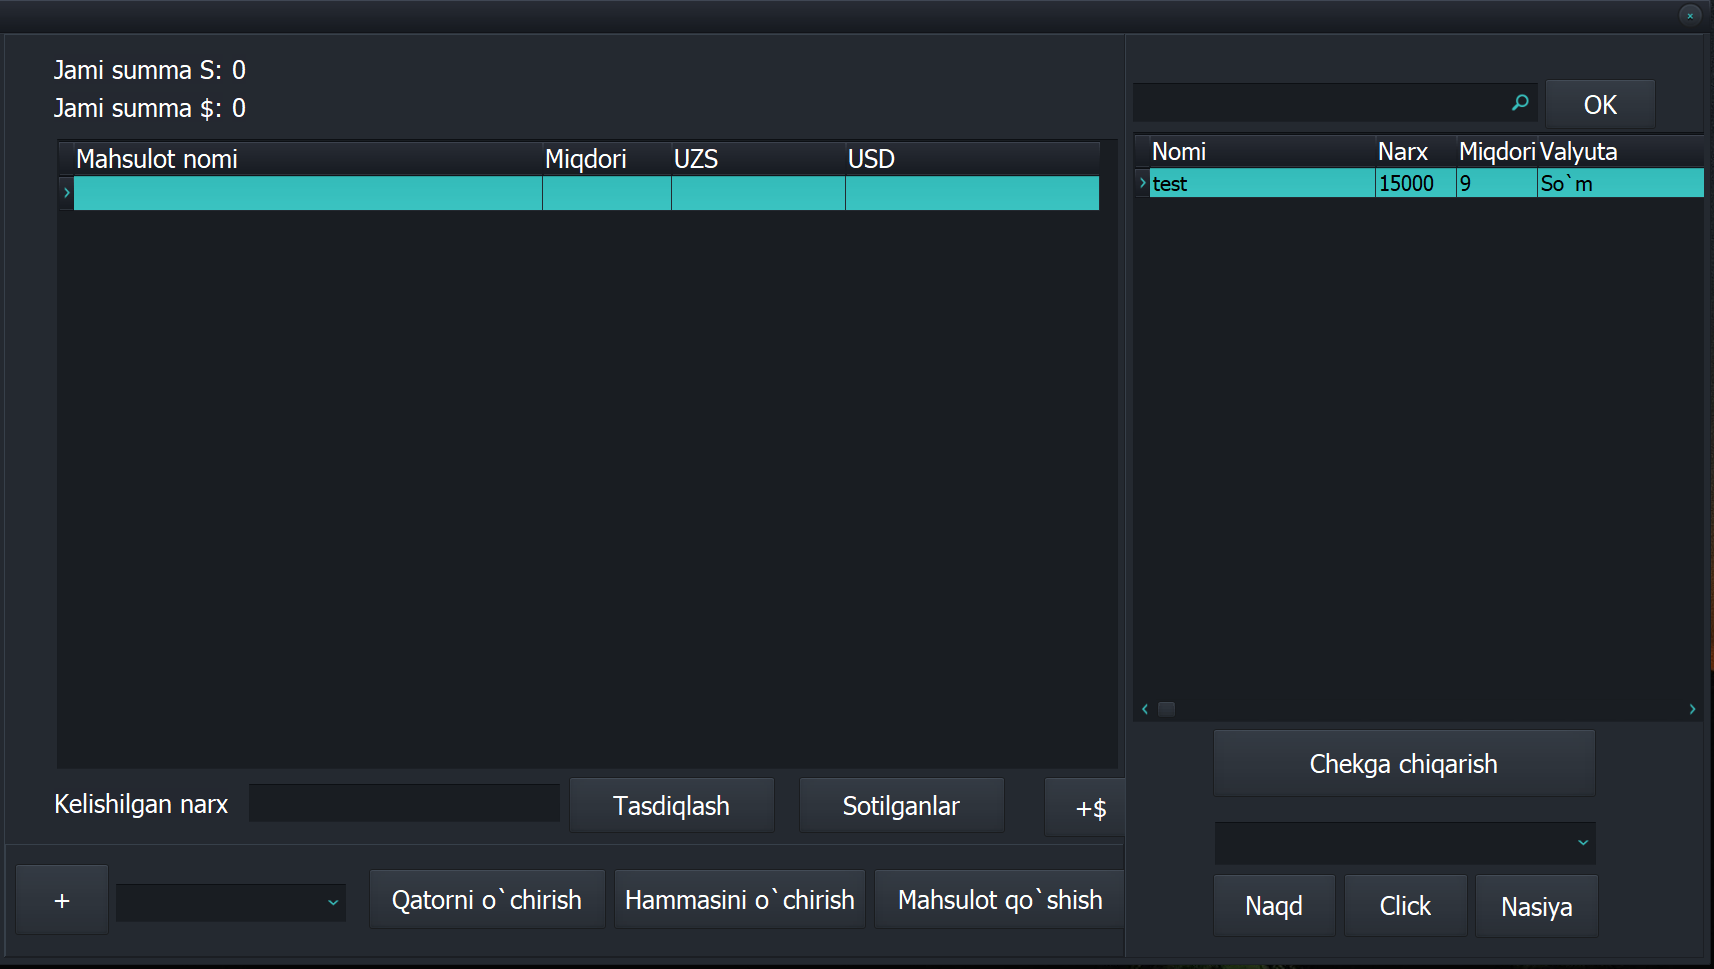 Jami summa S: 0
Jami summa $: 0
Mahsulot nomi Miqdori UZS USD
Kelishilgan narx Tasdiqlash Sotilganlar +$
+ Qatorni o`chirish Hammasini o`chirish Mahsulot qo`shish
OK
Nomi Narx Miqdori Valyuta
test 15000 9 So`m
Chekga chiqarish
Naqd Click Nasiya